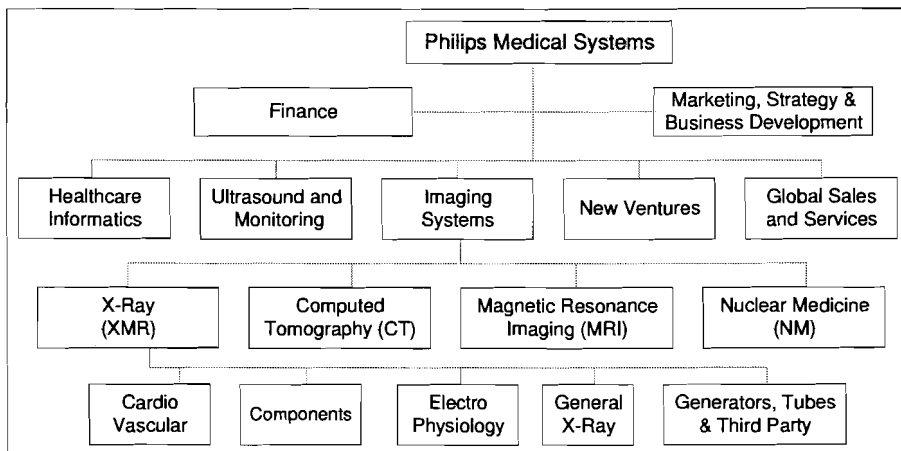 Philips Medical Systems
Finance
Marketing, Strategy &
Business Development
Healthcare
Informatics
Ultrasound and
Monitoring
Imaging
Systems
New Ventures
Global Sales
and Services
X-Ray
(XMR)
Computed
Tomography (CT)
Magnetic Resonance
Imaging (MRI)
Nuclear Medicine
(NM)
Cardio
Vascular
Components
Electro
Physiology
General
X-Ray
Generators, Tubes
& Third Party